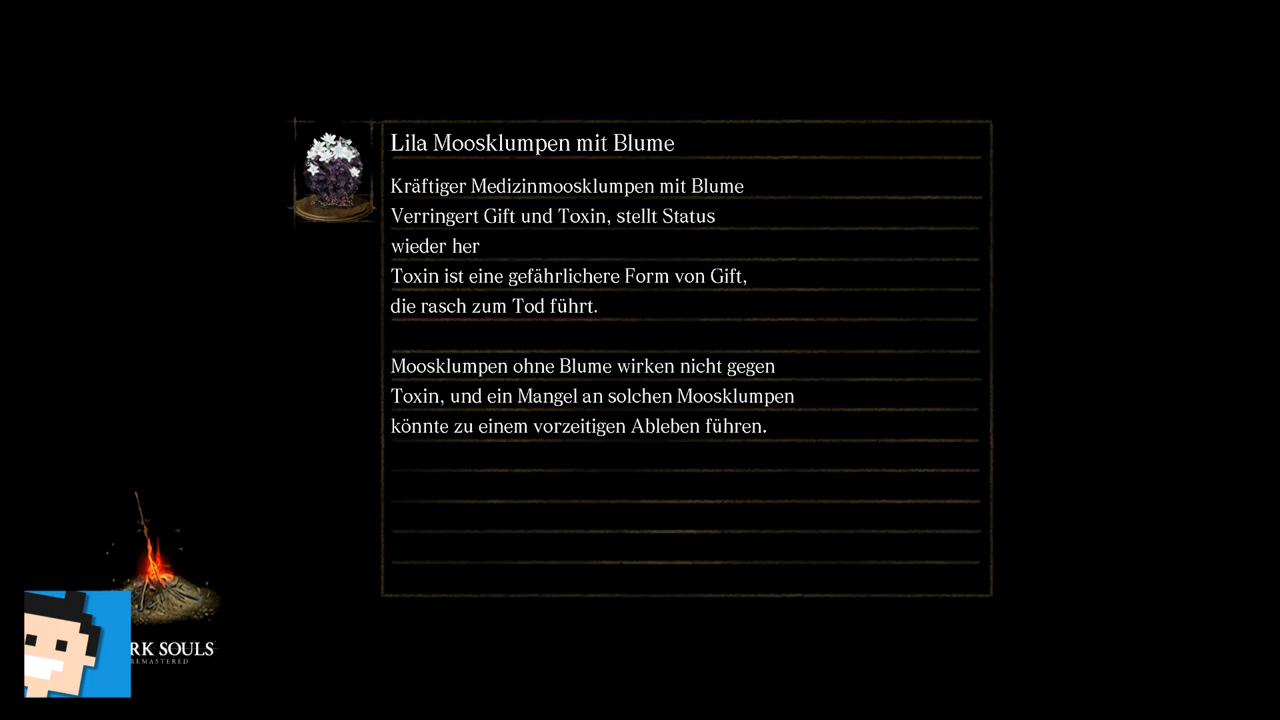 Lila Moosklumpen mit Blume
Kräftiger Medizinmoosklumpen mit Blume
Verringert Gift und Toxin, stellt Status
wieder her
Toxin ist eine gefährlichere Form von Gift,
die rasch zum Tod führt.
Moosklumpen ohne Blume wirken nicht gegen
Toxin, und ein Mangel an solchen Moosklumpen
könnte zu einem vorzeitigen Ableben führen.
RK SOULS
REMASTERED